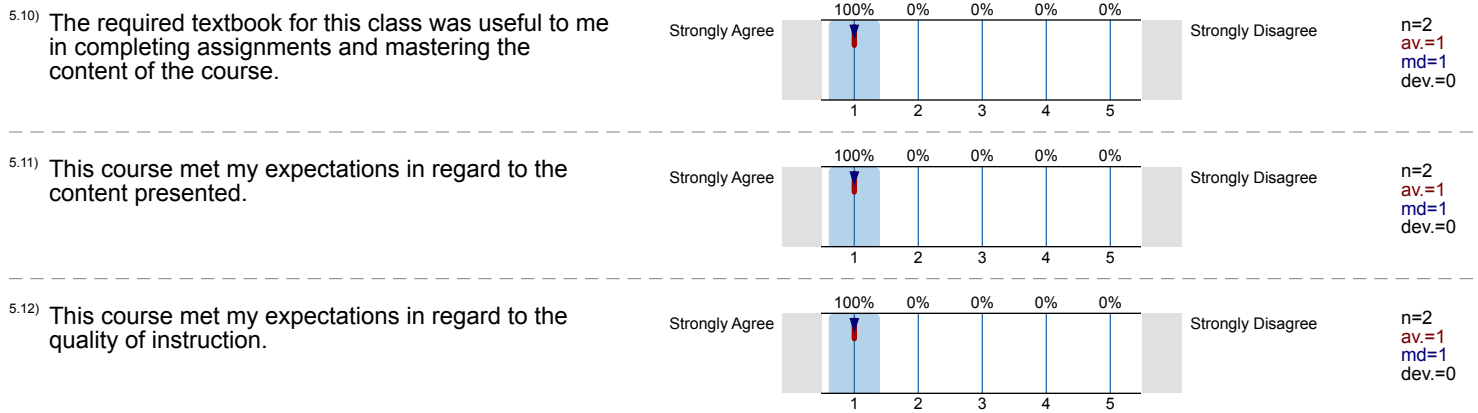 5.10) The required textbook for this class was useful to me
in completing assignments and mastering the
content of the course.
100% 0% 0% 0% 0%
Strongly Agree
Strongly Disagree
1 2 3 4 5
n=2
av.=1
md=1
dev.=0
5.11) This course met my expectations in regard to the
content presented.
100% 0% 0% 0% 0%
Strongly Agree
Strongly Disagree
1 2 3 4 5
n=2
av.=1
md=1
dev.=0
5.12) This course met my expectations in regard to the
quality of instruction.
100% 0% 0% 0% 0%
Strongly Agree
Strongly Disagree
1 2 3 4 5
n=2
av.=1
md=1
dev.=0